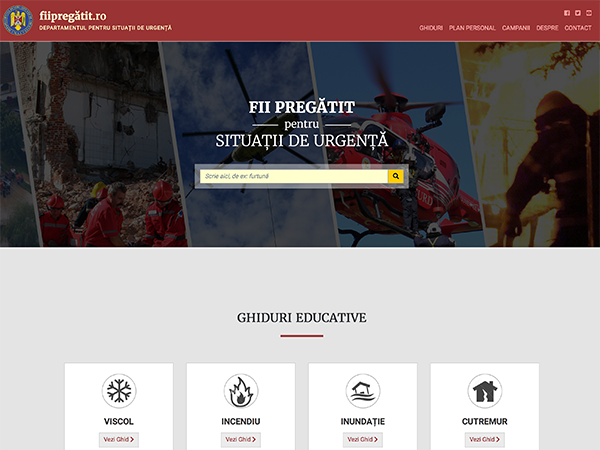 fiipregătit.ro
DEPARTAMENTUL PENTRU SITUAȚII DE URGENȚĂ
GHIDURI PLAN PERSONAL CAMPANII DESPRE CONTACT
FII PREGĂTIT
pentru
SITUAȚII DE URGENȚĂ
Scrie aici, de ex: furtună
GHIDURI EDUCATIVE
VISCOL INCENDIU INUNDAȚIE CUTREMUR
Vezi Ghid Vezi Ghid Vezi Ghid Vezi Ghid